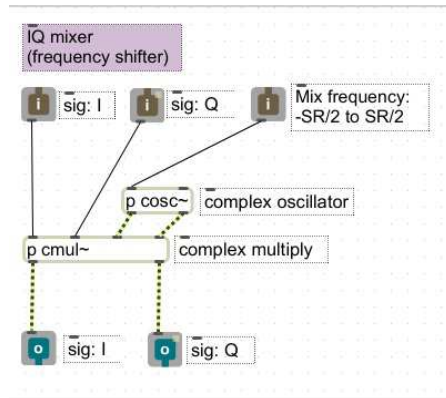 IQ mixer
(frequency shifter)
i
sig: I
i
sig: Q
i
Mix frequency:
-SR/2 to SR/2
p cosc~
complex oscillator
p cmul~
complex multiply
o
sig: I
o
sig: Q